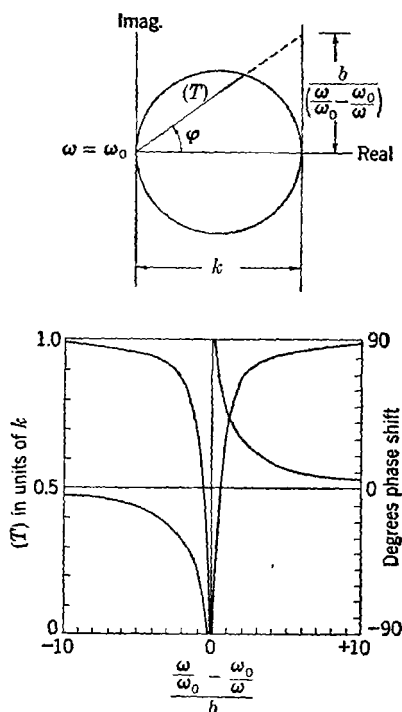 Imag.
(T)
b
(ω/ω₀ - ω₀/ω)
φ
ω = ω₀
Real
k
1.0
0.5
0
(T) in units of k
90
0
-90
Degrees phase shift
-10
0
+10
ω/ω₀ - ω₀/ω
b